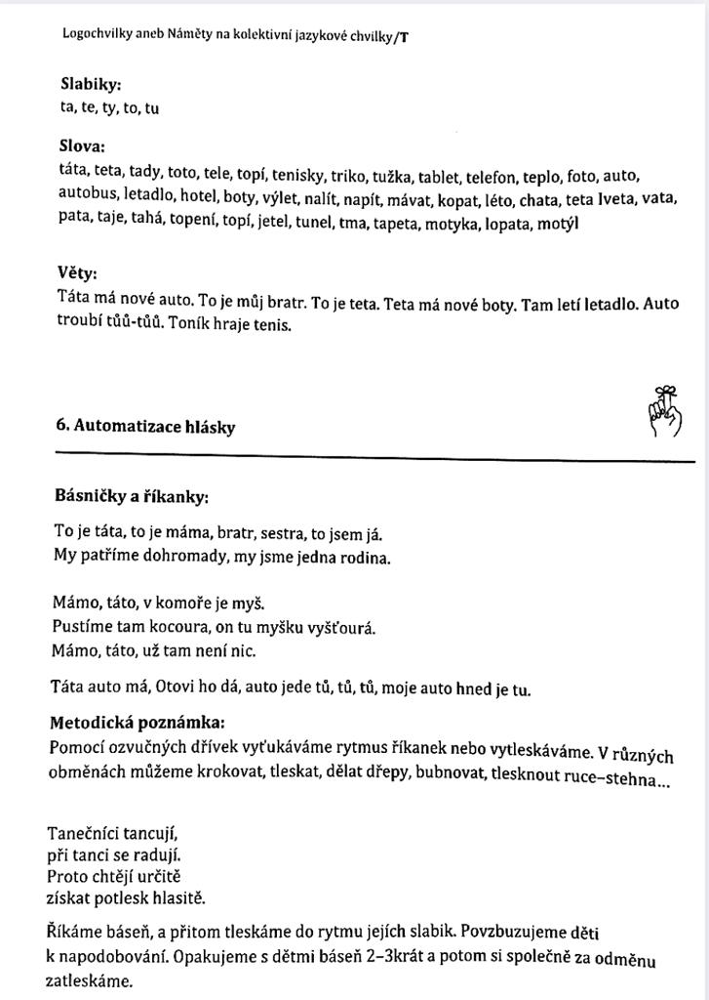 Logochvilky aneb Náměty na kolektivní jazykové chvilky/T
Slabiky:
ta, te, ty, to, tu
Slova:
táta, teta, tady, toto, tele, topí, tenisky, triko, tužka, tablet, telefon, teplo, foto, auto,
autobus, letadlo, hotel, boty, výlet, nalít, napít, mávat, kopat, léto, chata, teta Iveta, vata,
pata, taje, tahá, topení, topí, jetel, tunel, tma, tapeta, motyka, lopata, motýl
Věty:
Táta má nové auto. To je můj bratr. To je teta. Teta má nové boty. Tam letí letadlo. Auto
troubí tůů-tůů. Toník hraje tenis.
6. Automatizace hlásky
Básničky a říkanky:
To je táta, to je máma, bratr, sestra, to jsem já.
My patříme dohromady, my jsme jedna rodina.
Mámo, táto, v komoře je myš.
Pustíme tam kocoura, on tu myšku vyšťourá.
Mámo, táto, už tam není nic.
Táta auto má, Otovi ho dá, auto jede tů, tů, tů, moje auto hned je tu.
Metodická poznámka:
Pomocí ozvučných dřívek vyťukáváme rytmus říkanek nebo vytleskáváme. V různých
obměnách můžeme krokovat, tleskat, dělat dřepy, bubnovat, tlesknout ruce–stehna...
Tanečníci tancují,
při tanci se radují.
Proto chtějí určitě
získat potlesk hlasitě.
Říkáme báseň, a přitom tleskáme do rytmu jejích slabik. Povzbuzujeme děti
k napodobování. Opakujeme s dětmi báseň 2–3krát a potom si společně za odměnu
zatleskáme.